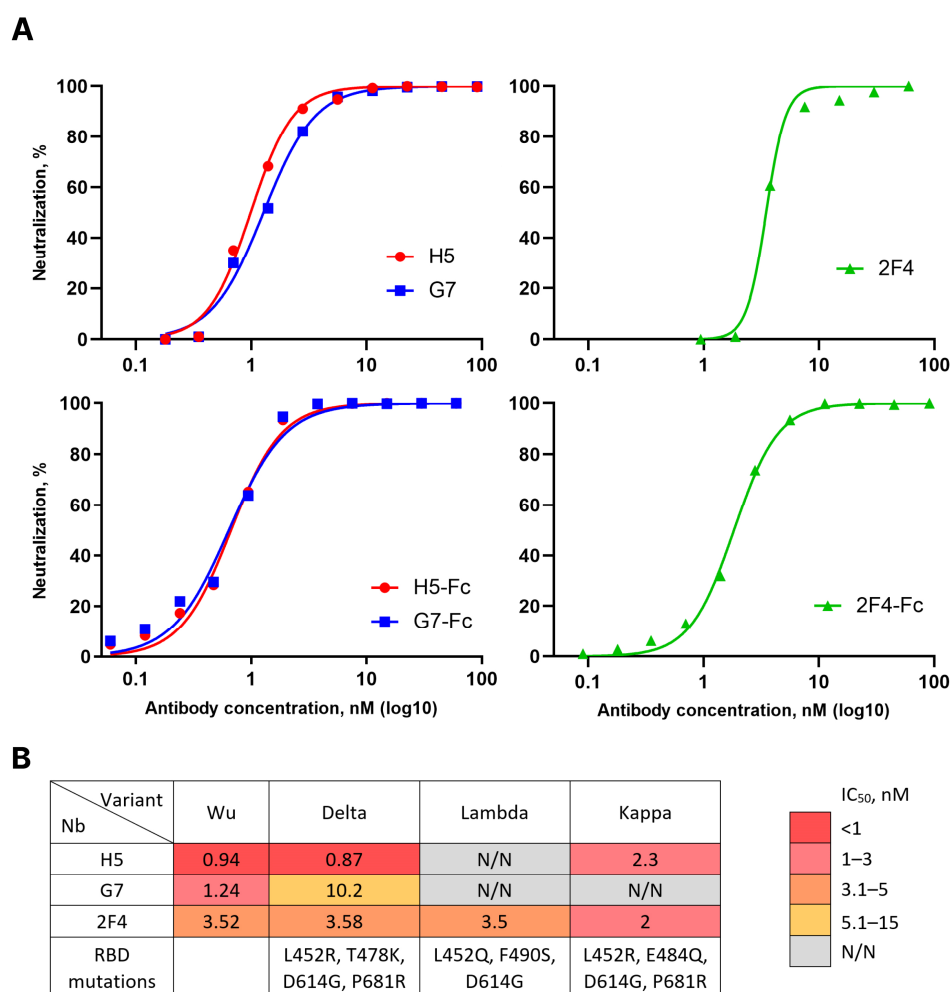 A
Neutralization, %
100
80
60
40
20
0
0.1 1 10 100
H5
G7
100
80
60
40
20
0
0.1 1 10 100
2F4
Neutralization, %
100
80
60
40
20
0
0.1 1 10 100
H5-Fc
G7-Fc
Antibody concentration, nM (log10)
100
80
60
40
20
0
0.1 1 10 100
2F4-Fc
Antibody concentration, nM (log10)
B
Variant
Nb
Wu Delta Lambda Kappa
H5 0.94 0.87 N/N 2.3
G7 1.24 10.2 N/N N/N
2F4 3.52 3.58 3.5 2
RBD L452R, T478K, L452Q, F490S, L452R, E484Q,
mutations D614G, P681R D614G D614G, P681R
IC₅₀, nM
<1
1–3
3.1–5
5.1–15
N/N